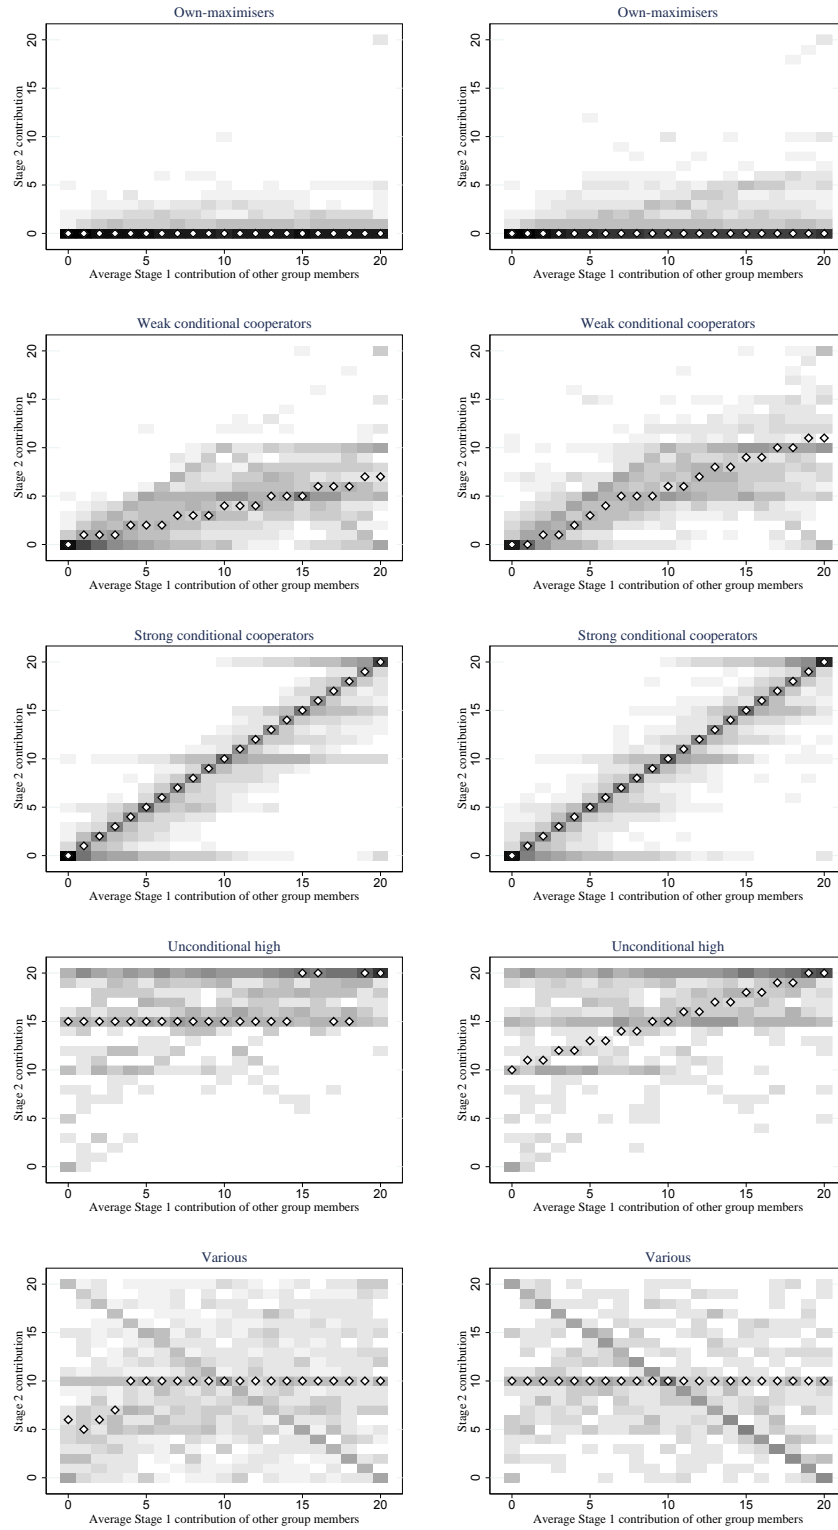 Own-maximisers
Own-maximisers
Stage 2 contribution
0 5 10 15 20
0 5 10 15 20
Average Stage 1 contribution of other group members
Stage 2 contribution
0 5 10 15 20
0 5 10 15 20
Average Stage 1 contribution of other group members
Weak conditional cooperators
Weak conditional cooperators
Stage 2 contribution
0 5 10 15 20
0 5 10 15 20
Average Stage 1 contribution of other group members
Stage 2 contribution
0 5 10 15 20
0 5 10 15 20
Average Stage 1 contribution of other group members
Strong conditional cooperators
Strong conditional cooperators
Stage 2 contribution
0 5 10 15 20
0 5 10 15 20
Average Stage 1 contribution of other group members
Stage 2 contribution
0 5 10 15 20
0 5 10 15 20
Average Stage 1 contribution of other group members
Unconditional high
Unconditional high
Stage 2 contribution
0 5 10 15 20
0 5 10 15 20
Average Stage 1 contribution of other group members
Stage 2 contribution
0 5 10 15 20
0 5 10 15 20
Average Stage 1 contribution of other group members
Various
Various
Stage 2 contribution
0 5 10 15 20
0 5 10 15 20
Average Stage 1 contribution of other group members
Stage 2 contribution
0 5 10 15 20
0 5 10 15 20
Average Stage 1 contribution of other group members